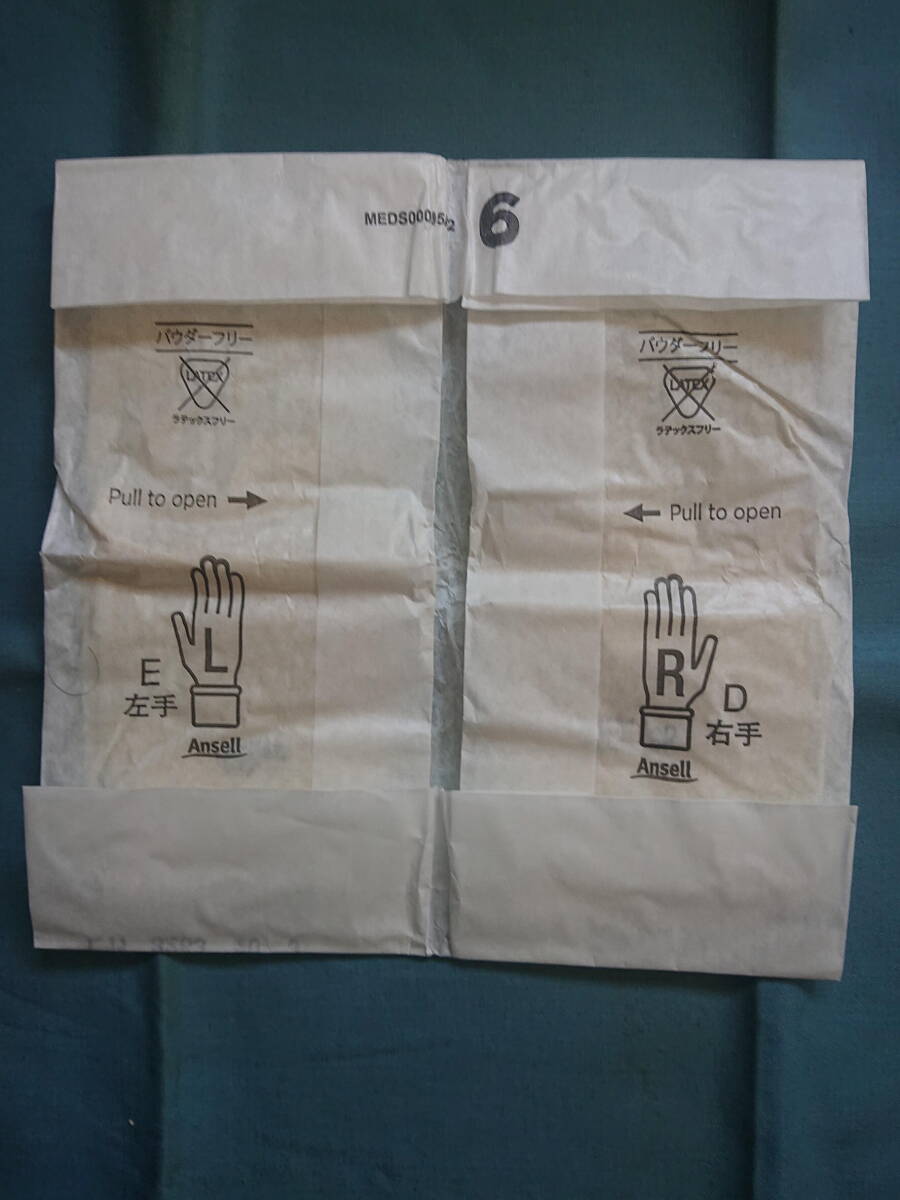 6
パウダーフリー
LATEX
ラテックスフリー
Pull to open
L
E
左手
Ansell
パウダーフリー
LATEX
ラテックスフリー
Pull to open
R
D
右手
Ansell